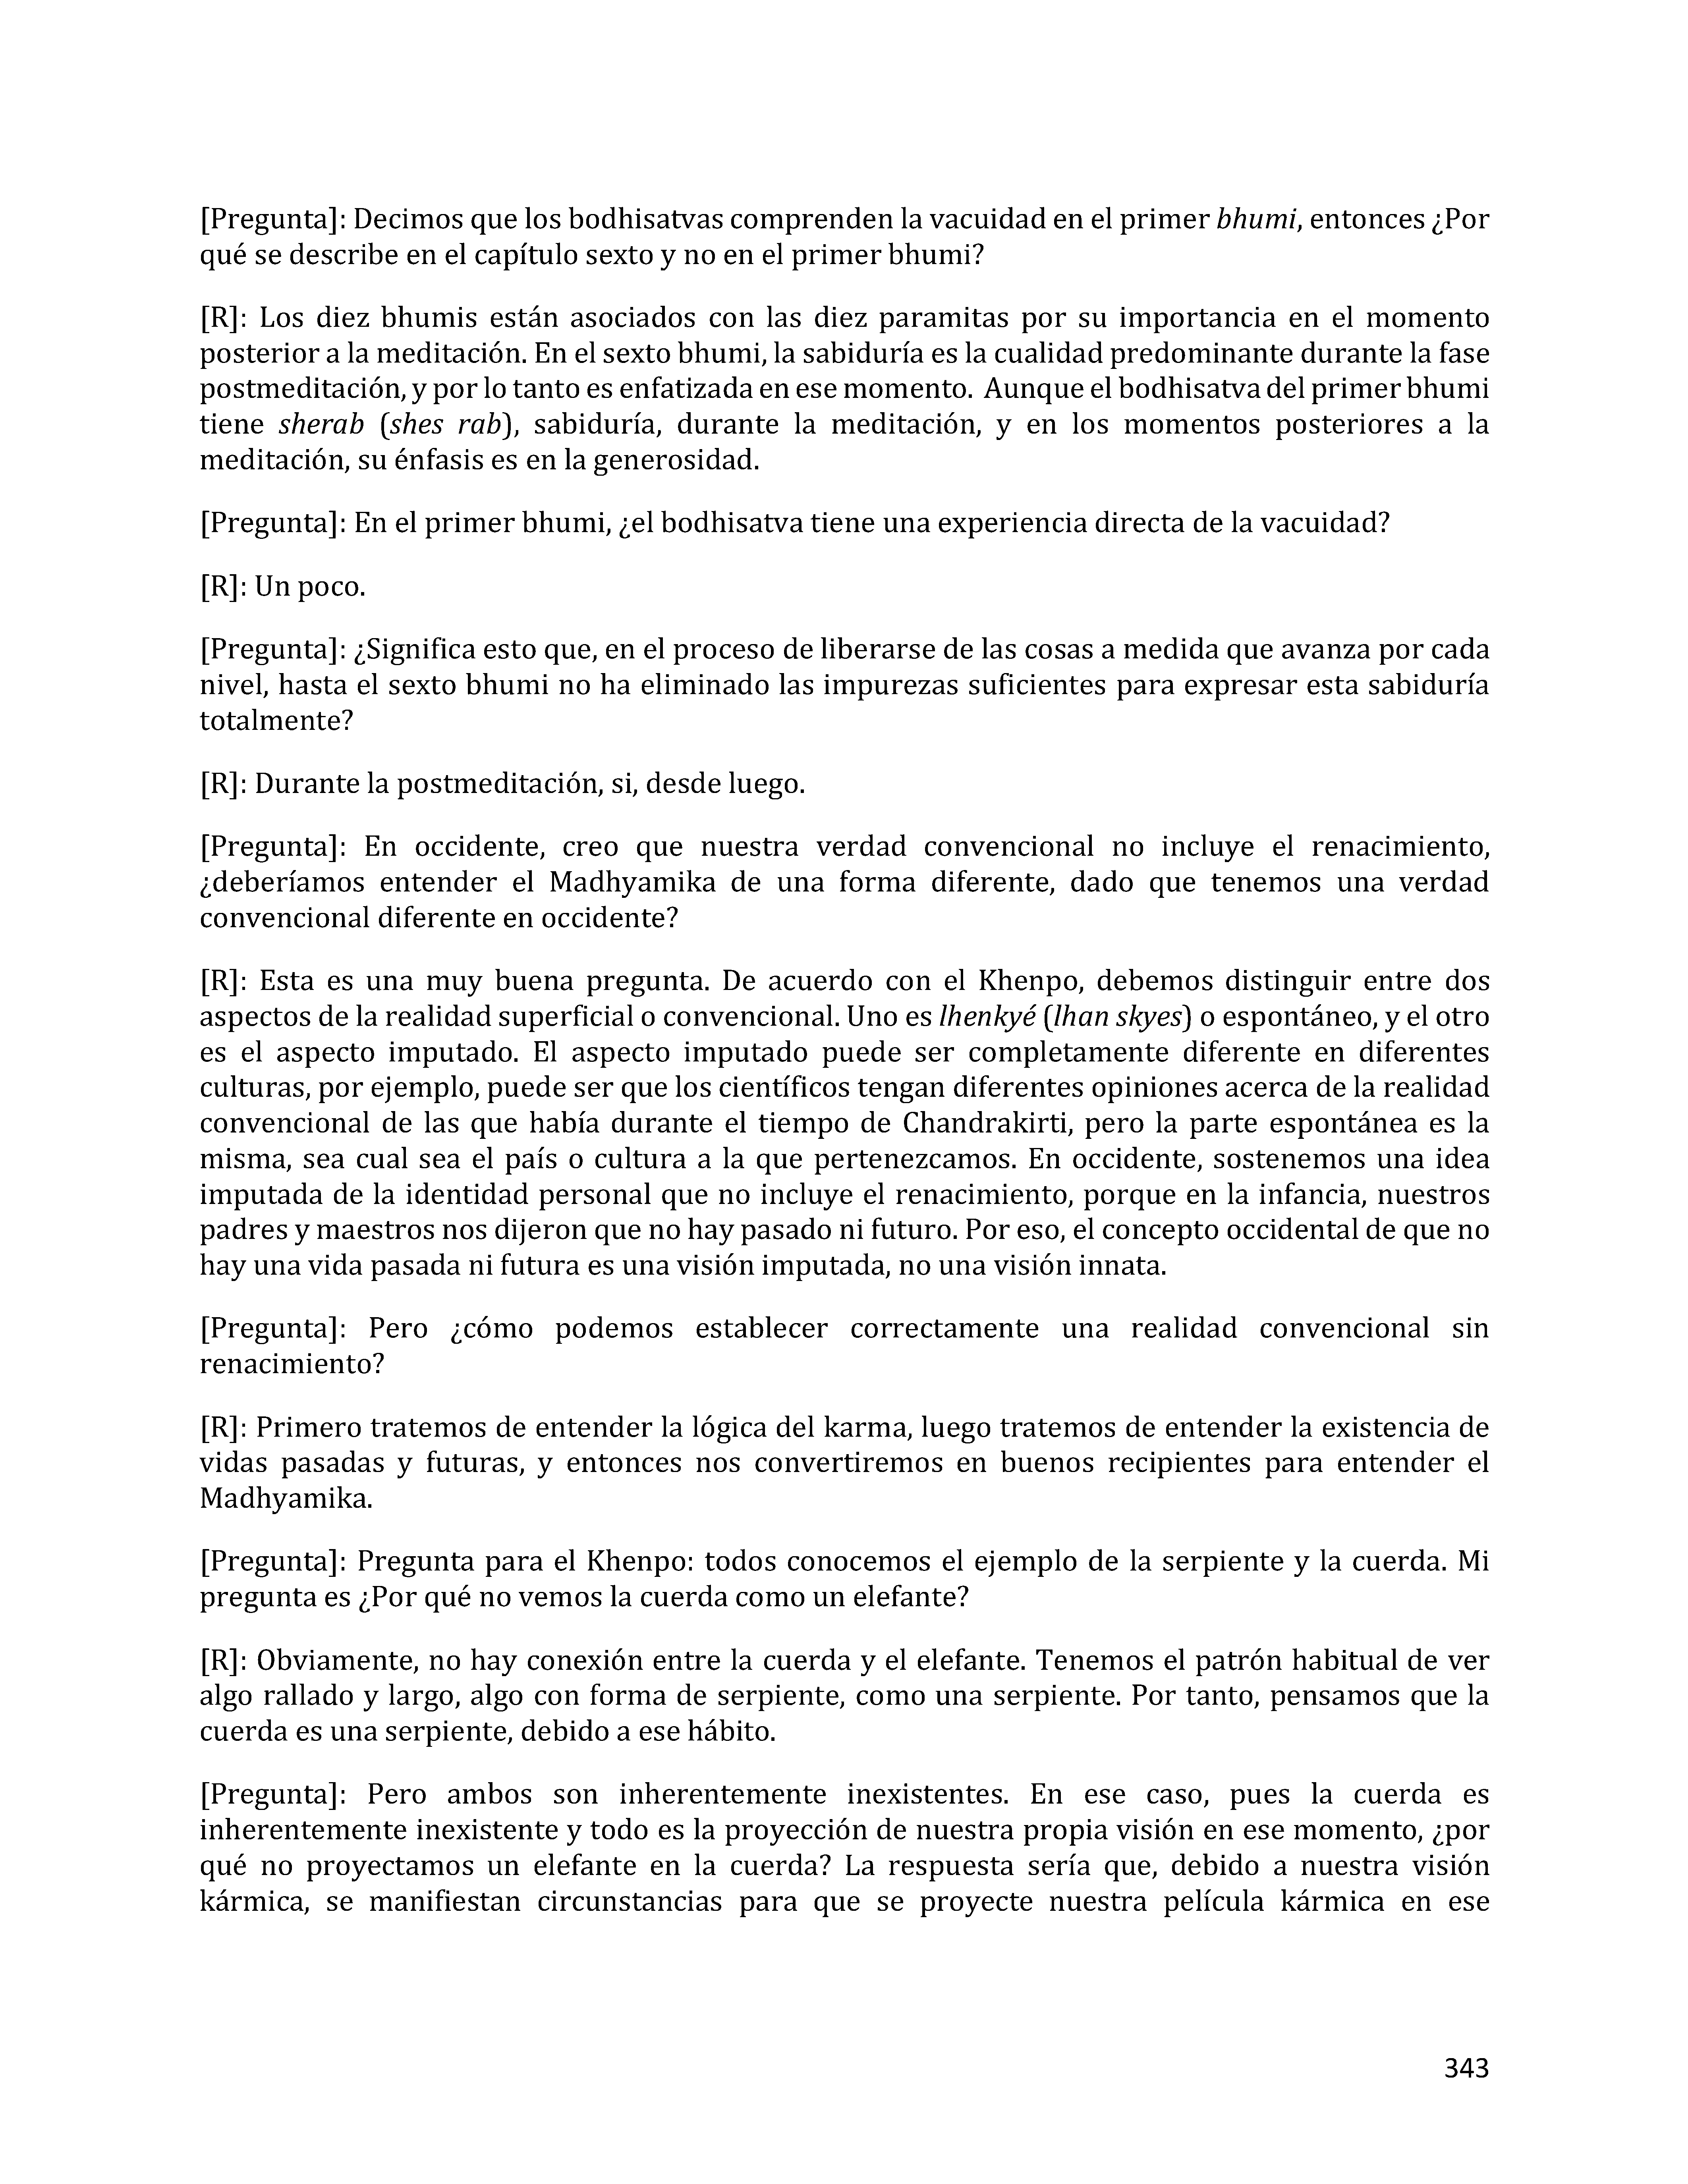 [Pregunta]: Decimos que los bodhisatvas comprenden la vacuidad en el primer bhumi, entonces ¿Por
qué se describe en el capítulo sexto y no en el primer bhumi?
[R]: Los diez bhumis están asociados con las diez paramitas por su importancia en el momento
posterior a la meditación. En el sexto bhumi, la sabiduría es la cualidad predominante durante la fase
postmeditación, y por lo tanto es enfatizada en ese momento. Aunque el bodhisatva del primer bhumi
tiene sherab (shes rab), sabiduría, durante la meditación, y en los momentos posteriores a la
meditación, su énfasis es en la generosidad.
[Pregunta]: En el primer bhumi, ¿el bodhisatva tiene una experiencia directa de la vacuidad?
[R]: Un poco.
[Pregunta]: ¿Significa esto que, en el proceso de liberarse de las cosas a medida que avanza por cada
nivel, hasta el sexto bhumi no ha eliminado las impurezas suficientes para expresar esta sabiduría
totalmente?
[R]: Durante la postmeditación, si, desde luego.
[Pregunta]: En occidente, creo que nuestra verdad convencional no incluye el renacimiento,
¿deberíamos entender el Madhyamika de una forma diferente, dado que tenemos una verdad
convencional diferente en occidente?
[R]: Esta es una muy buena pregunta. De acuerdo con el Khenpo, debemos distinguir entre dos
aspectos de la realidad superficial o convencional. Uno es lhenkyé (lhan skyes) o espontáneo, y el otro
es el aspecto imputado. El aspecto imputado puede ser completamente diferente en diferentes
culturas, por ejemplo, puede ser que los científicos tengan diferentes opiniones acerca de la realidad
convencional de las que había durante el tiempo de Chandrakirti, pero la parte espontánea es la
misma, sea cual sea el país o cultura a la que pertenezcamos. En occidente, sostenemos una idea
imputada de la identidad personal que no incluye el renacimiento, porque en la infancia, nuestros
padres y maestros nos dijeron que no hay pasado ni futuro. Por eso, el concepto occidental de que no
hay una vida pasada ni futura es una visión imputada, no una visión innata.
[Pregunta]: Pero ¿cómo podemos establecer correctamente una realidad convencional sin
renacimiento?
[R]: Primero tratemos de entender la lógica del karma, luego tratemos de entender la existencia de
vidas pasadas y futuras, y entonces nos convertiremos en buenos recipientes para entender el
Madhyamika.
[Pregunta]: Pregunta para el Khenpo: todos conocemos el ejemplo de la serpiente y la cuerda. Mi
pregunta es ¿Por qué no vemos la cuerda como un elefante?
[R]: Obviamente, no hay conexión entre la cuerda y el elefante. Tenemos el patrón habitual de ver
algo rallado y largo, algo con forma de serpiente, como una serpiente. Por tanto, pensamos que la
cuerda es una serpiente, debido a ese hábito.
[Pregunta]: Pero ambos son inherentemente inexistentes. En ese caso, pues la cuerda es
inherentemente inexistente y todo es la proyección de nuestra propia visión en ese momento, ¿por
qué no proyectamos un elefante en la cuerda? La respuesta sería que, debido a nuestra visión
kármica, se manifiestan circunstancias para que se proyecte nuestra película kármica en ese
343